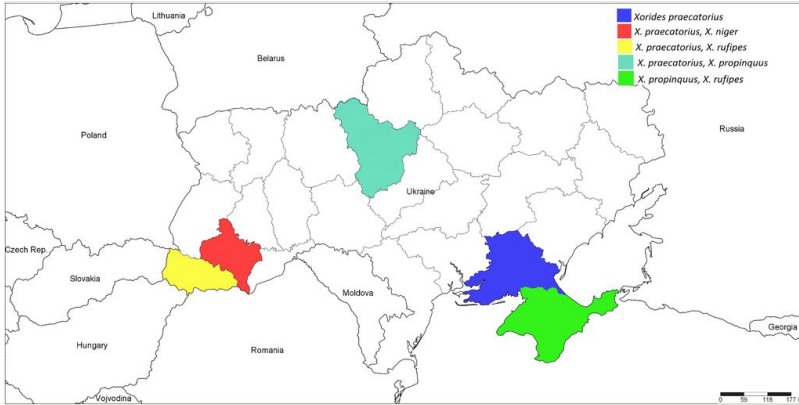 Xorides praecatorius
X. praecatorius, X. niger
X. praecatorius, X. rufipes
X. praecatorius, X. propinquus
X. propinquus, X. rufipes
Lithuania
Belarus
Poland
Russia
Ukraine
Czech Rep.
Slovakia
Moldova
Georgia
Hungary
Romania
Vojvodina
0 59 118 177